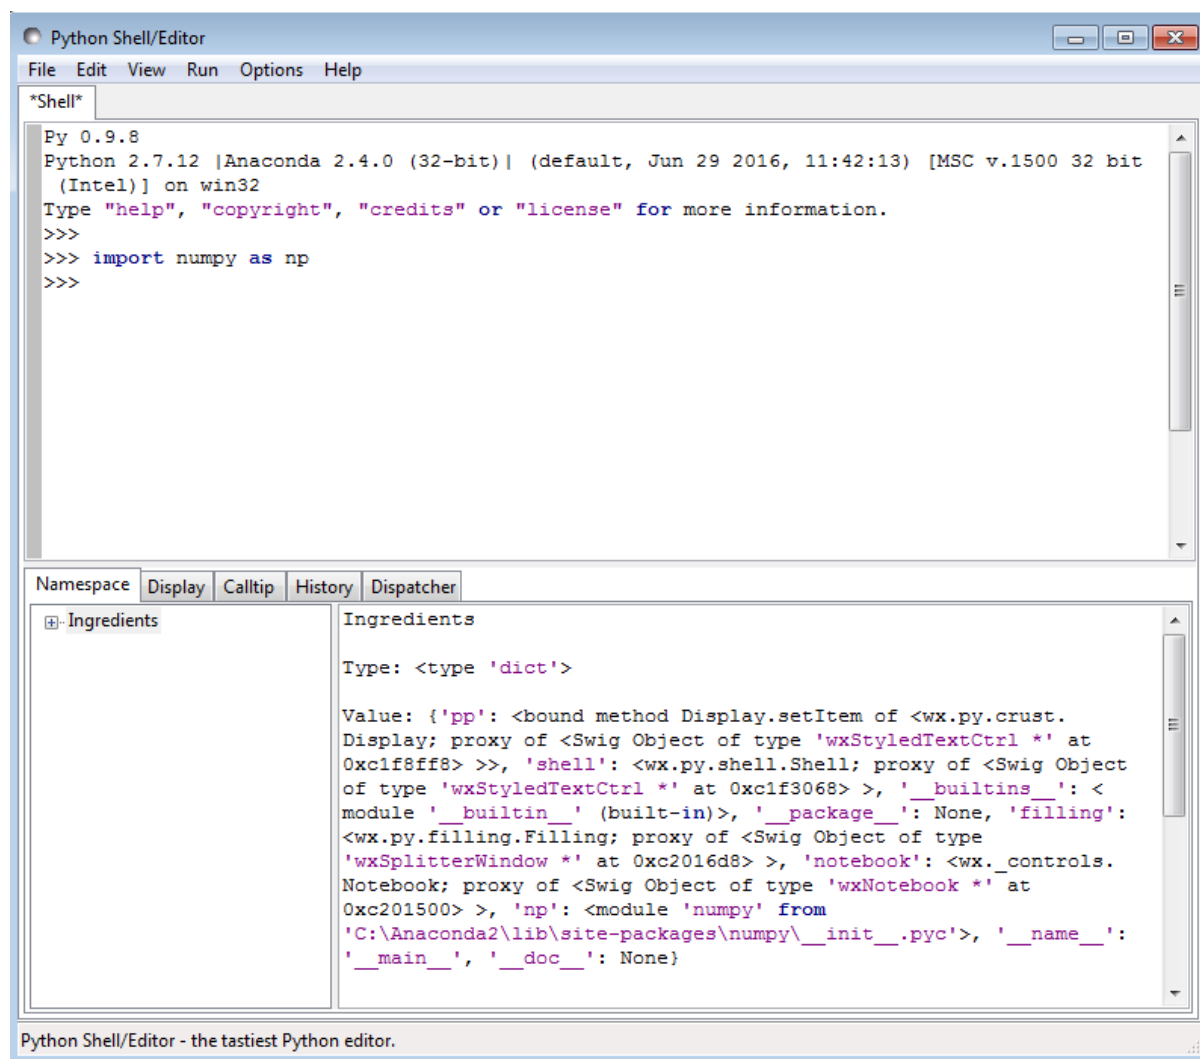 Python Shell/Editor
File Edit View Run Options Help
*Shell*
Py 0.9.8
Python 2.7.12 |Anaconda 2.4.0 (32-bit)| (default, Jun 29 2016, 11:42:13) [MSC v.1500 32 bit
(Intel)] on win32
Type "help", "copyright", "credits" or "license" for more information.
>>>
>>> import numpy as np
>>>
Namespace Display Calltip History Dispatcher
Ingredients
Ingredients
Type: <type 'dict'>
Value: {'pp': <bound method Display.setItem of <wx.py.crust.
Display; proxy of <Swig Object of type 'wxStyledTextCtrl *' at
0xc1f8ff8> >>, 'shell': <wx.py.shell.Shell; proxy of <Swig Object
of type 'wxStyledTextCtrl *' at 0xc1f3068> >, '__builtins__': <
module '__builtin__' (built-in)>, '__package__': None, 'filling':
<wx.py.filling.Filling; proxy of <Swig Object of type
'wxSplitterWindow *' at 0xc2016d8> >, 'notebook': <wx._controls.
Notebook; proxy of <Swig Object of type 'wxNotebook *' at
0xc201500> >, 'np': <module 'numpy' from
'C:\Anaconda2\lib\site-packages\numpy\__init__.pyc'>, '__name__':
'__main__', '__doc__': None}
Python Shell/Editor - the tastiest Python editor.